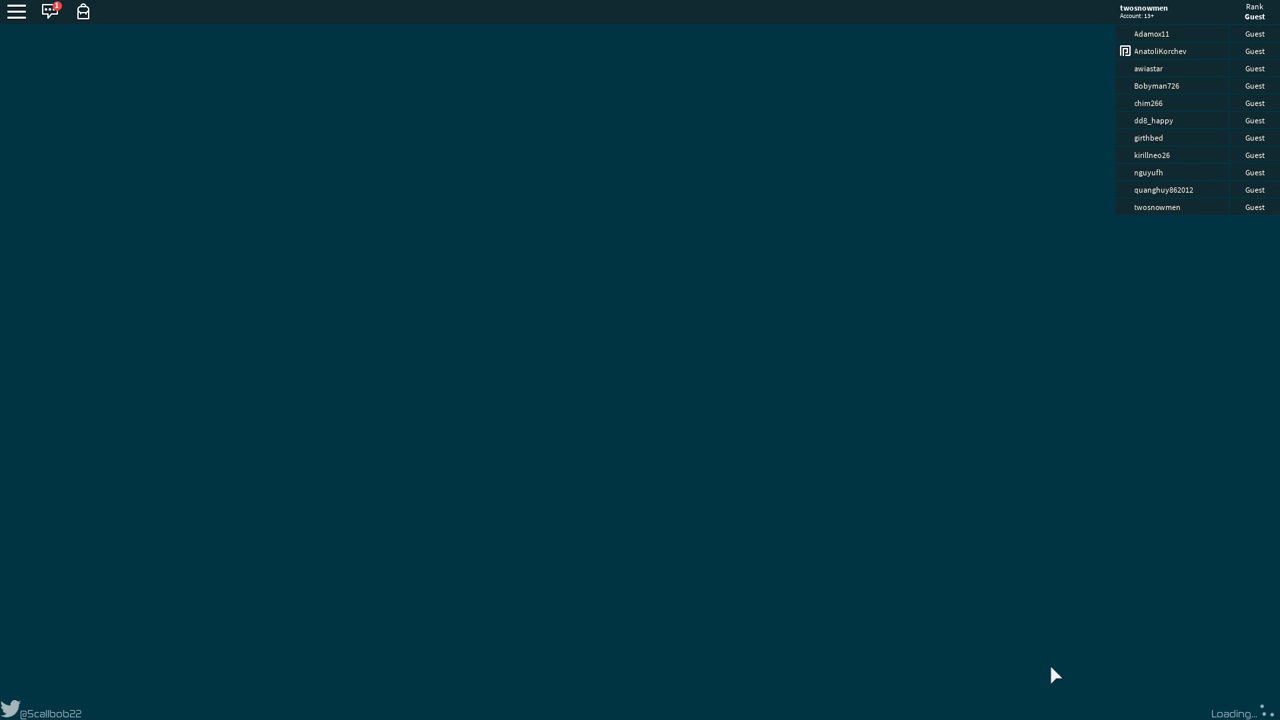 1
twosnowmen
Account: 13+
Rank
Guest
Adamox11 Guest
AnatoliKorchev Guest
awiastar Guest
Bobyman726 Guest
chim266 Guest
dd8_happy Guest
girthbed Guest
kirillneo26 Guest
nguyufh Guest
quanghuy862012 Guest
twosnowmen Guest
@Scallbob22
Loading...